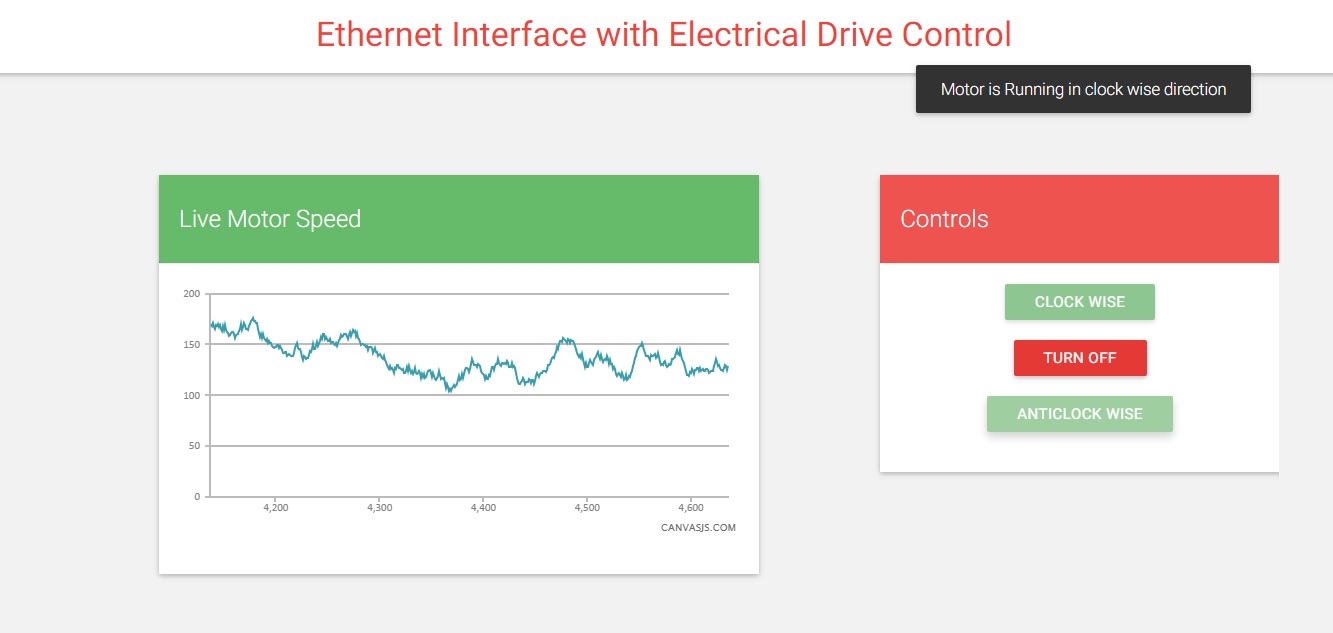 Ethernet Interface with Electrical Drive Control
Motor is Running in clock wise direction
Live Motor Speed
200
150
100
50
0
4,200 4,300 4,400 4,500 4,600
CANVASJS.COM
Controls
CLOCK WISE
TURN OFF
ANTICLOCK WISE